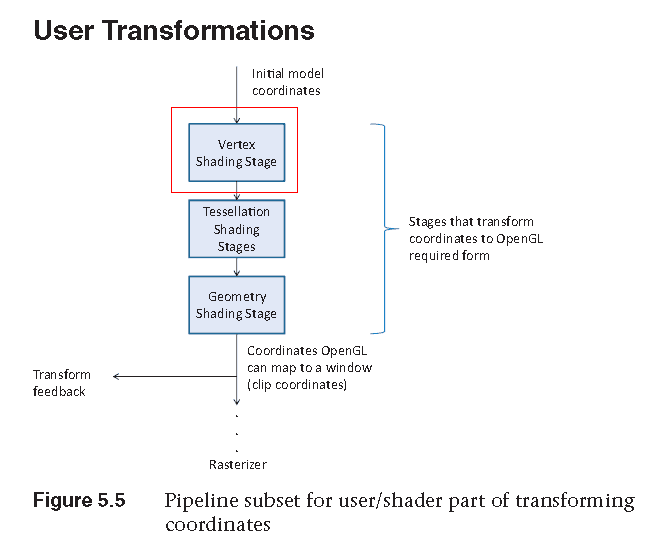 User Transformations
Initial model
coordinates
Vertex
Shading Stage
Tessellation
Shading
Stages
Stages that transform
coordinates to OpenGL
required form
Geometry
Shading Stage
Coordinates OpenGL
can map to a window
(clip coordinates)
Transform
feedback
.
.
.
Rasterizer
Figure 5.5 Pipeline subset for user/shader part of transforming
coordinates